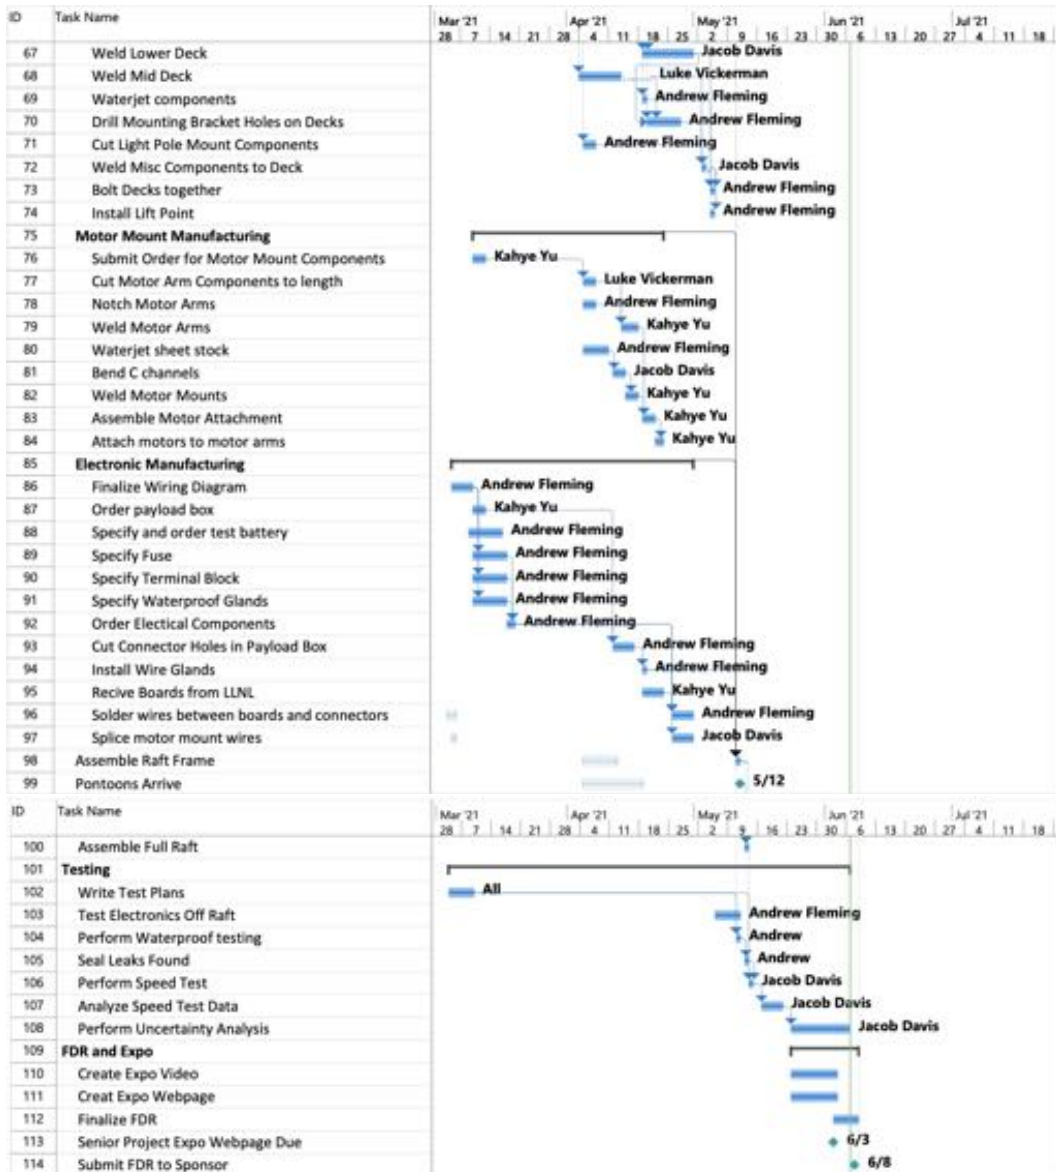 ID Task Name Mar '21 Apr '21 May '21 Jun '21 Jul '21
28 7 14 21 28 4 11 18 25 2 9 16 23 30 6 13 20 27 4 11 18
67 Weld Lower Deck Jacob Davis
68 Weld Mid Deck Luke Vickerman
69 Waterjet components Andrew Fleming
70 Drill Mounting Bracket Holes on Decks Andrew Fleming
71 Cut Light Pole Mount Components Andrew Fleming
72 Weld Misc Components to Deck Jacob Davis
73 Bolt Decks together Andrew Fleming
74 Install Lift Point Andrew Fleming
75 Motor Mount Manufacturing
76 Submit Order for Motor Mount Components Kahye Yu
77 Cut Motor Arm Components to length Luke Vickerman
78 Notch Motor Arms Andrew Fleming
79 Weld Motor Arms Kahye Yu
80 Waterjet sheet stock Andrew Fleming
81 Bend C channels Jacob Davis
82 Weld Motor Mounts Kahye Yu
83 Assemble Motor Attachment Kahye Yu
84 Attach motors to motor arms Kahye Yu
85 Electronic Manufacturing
86 Finalize Wiring Diagram Andrew Fleming
87 Order payload box Kahye Yu
88 Specify and order test battery Andrew Fleming
89 Specify Fuse Andrew Fleming
90 Specify Terminal Block Andrew Fleming
91 Specify Waterproof Glands Andrew Fleming
92 Order Electical Components Andrew Fleming
93 Cut Connector Holes in Payload Box Andrew Fleming
94 Install Wire Glands Andrew Fleming
95 Recive Boards from LLNL Kahye Yu
96 Solder wires between boards and connectors Andrew Fleming
97 Splice motor mount wires Jacob Davis
98 Assemble Raft Frame
99 Pontoons Arrive 5/12
ID Task Name Mar '21 Apr '21 May '21 Jun '21 Jul '21
28 7 14 21 28 4 11 18 25 2 9 16 23 30 6 13 20 27 4 11 18
100 Assemble Full Raft
101 Testing
102 Write Test Plans All
103 Test Electronics Off Raft Andrew Fleming
104 Perform Waterproof testing Andrew
105 Seal Leaks Found Andrew
106 Perform Speed Test Jacob Davis
107 Analyze Speed Test Data Jacob Davis
108 Perform Uncertainty Analysis Jacob Davis
109 FDR and Expo
110 Create Expo Video
111 Creat Expo Webpage
112 Finalize FDR
113 Senior Project Expo Webpage Due 6/3
114 Submit FDR to Sponsor 6/8